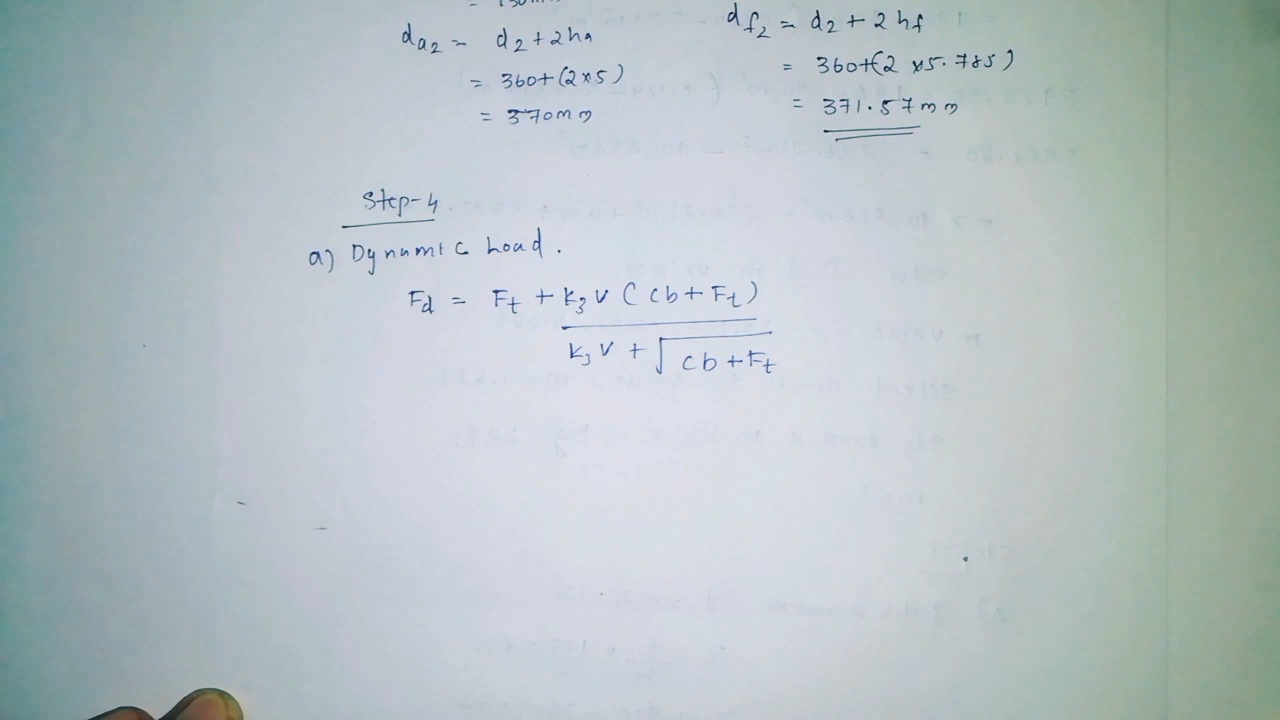 = 130mm
da2 = d2+2ha
= 360+(2×5)
= 370mm
df2 = d2+2hf
= 360+(2×5.785)
= 371.57mm
Step-4
a) Dynamic Load.
Fd = Ft + K3V (Cb+Ft)
K3V + √Cb+Ft